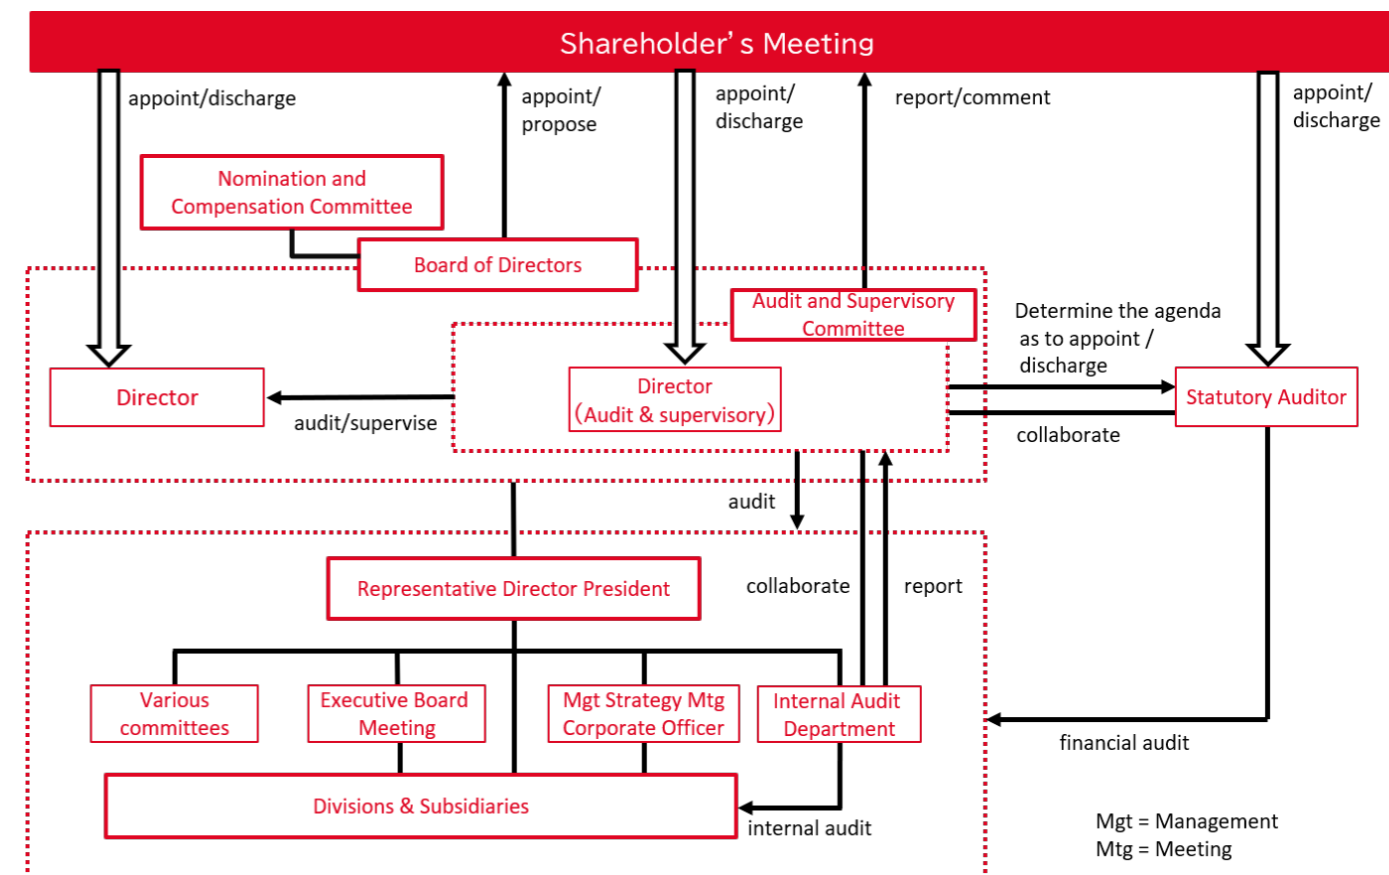 Shareholder’s Meeting
appoint/discharge
appoint/
propose
appoint/
discharge
report/comment
appoint/
discharge
Nomination and
Compensation Committee
Board of Directors
Audit and Supervisory
Committee
Determine the agenda
as to appoint /
discharge
Director
audit/supervise
Director
(Audit & supervisory)
Statutory Auditor
collaborate
audit
Representative Director President
collaborate
report
Various
committees
Executive Board
Meeting
Mgt Strategy Mtg
Corporate Officer
Internal Audit
Department
financial audit
Divisions & Subsidiaries
internal audit
Mgt = Management
Mtg = Meeting